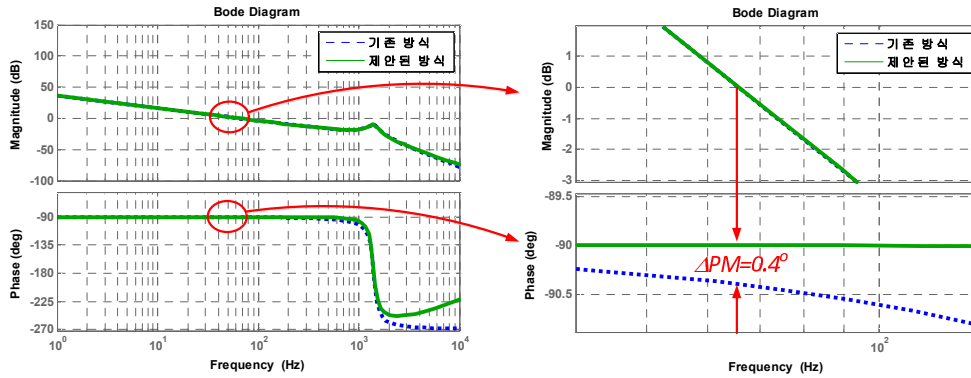 Bode Diagram
150
100
50
0
-50
-100
Magnitude (dB)
기존 방식
제안된 방식
-90
-135
-180
-225
-270
Phase (deg)
10^0
10^1
10^2
10^3
10^4
Frequency (Hz)
Bode Diagram
1
0
-1
-2
-3
Magnitude (dB)
기존 방식
제안된 방식
-89.5
-90
-90.5
Phase (deg)
ΔPM=0.4°
10^2
Frequency (Hz)